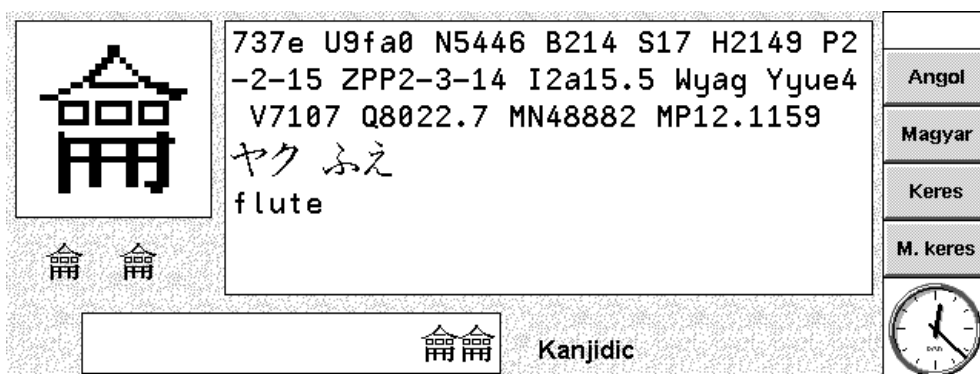 龠
737e U9fa0 N5446 B214 S17 H2149 P2
-2-15 ZPP2-3-14 I2a15.5 Wyag Yyue4
V7107 Q8022.7 MN48882 MP12.1159
ヤク ふえ
flute
龠 龠
龠龠
Kanjidic
Angol
Magyar
Keres
M. keres